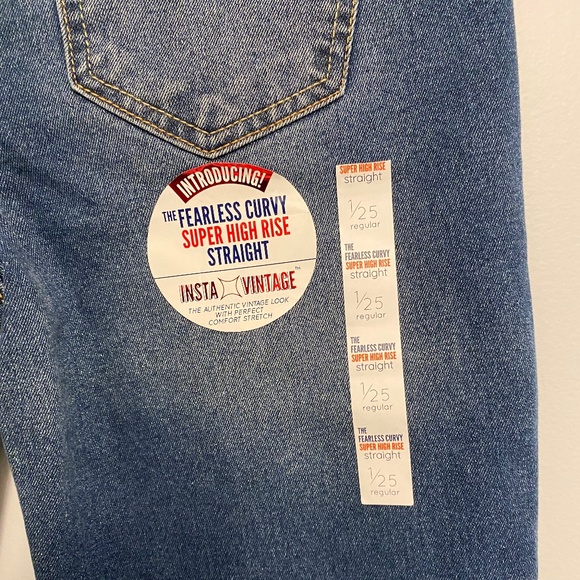 INTRODUCING!
THE FEARLESS CURVY
SUPER HIGH RISE
STRAIGHT
INSTA VINTAGE™
THE AUTHENTIC VINTAGE LOOK
WITH PERFECT
COMFORT STRETCH
SUPER HIGH RISE
straight
1/25
regular
THE
FEARLESS CURVY
SUPER HIGH RISE
straight
1/25
regular
THE
FEARLESS CURVY
SUPER HIGH RISE
straight
1/25
regular
THE
FEARLESS CURVY
SUPER HIGH RISE
straight
1/25
regular